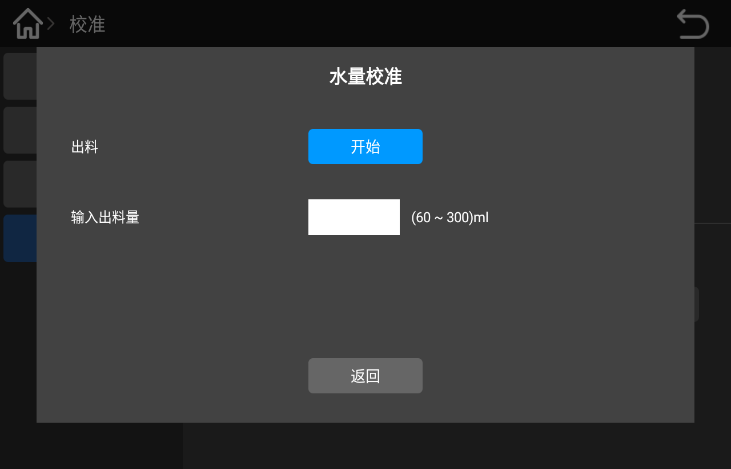 校准
水量校准
出料
开始
输入出料量
(60 ~ 300)ml
返回